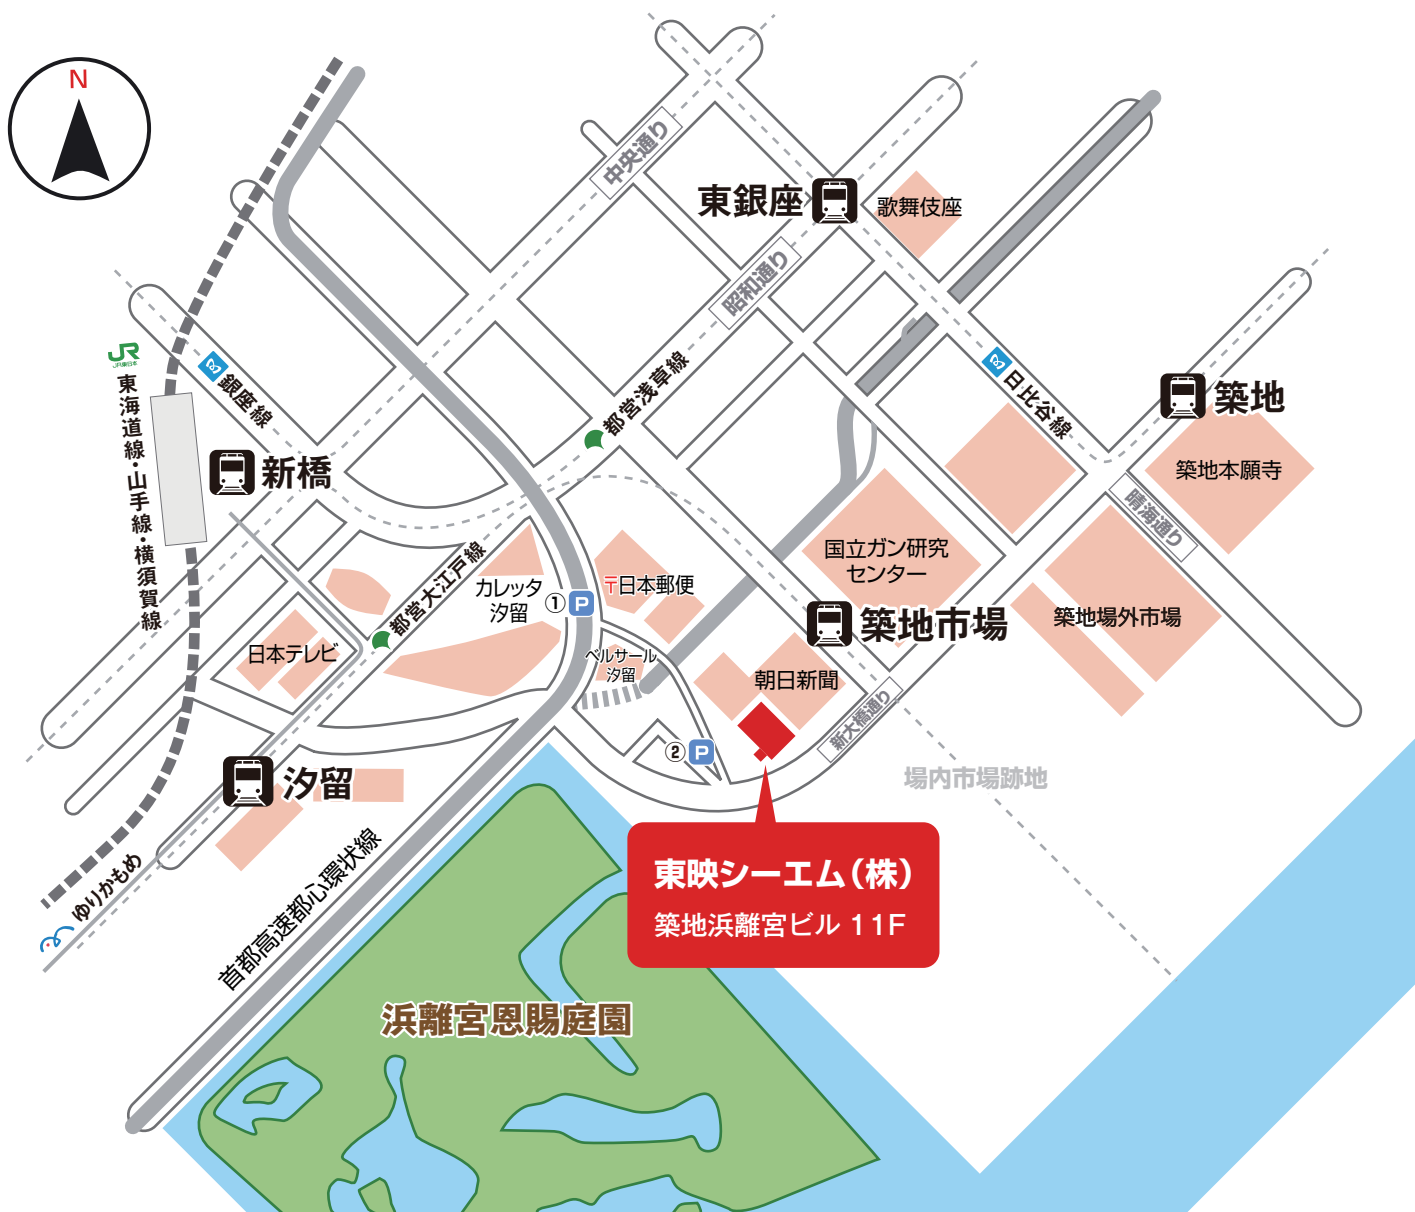 N
中央通り
東銀座
歌舞伎座
昭和通り
JR
JR東日本
東海道線・山手線・横須賀線
銀座線
都営浅草線
日比谷線
築地
新橋
築地本願寺
晴海通り
国立ガン研究
センター
都営大江戸線
カレッタ
汐留
① P
〒日本郵便
築地市場
築地場外市場
日本テレビ
ベルサール
汐留
朝日新聞
新大橋通り
② P
汐留
場内市場跡地
ゆりかもめ
首都高速都心環状線
東映シーエム(株)
築地浜離宮ビル 11F
浜離宮恩賜庭園